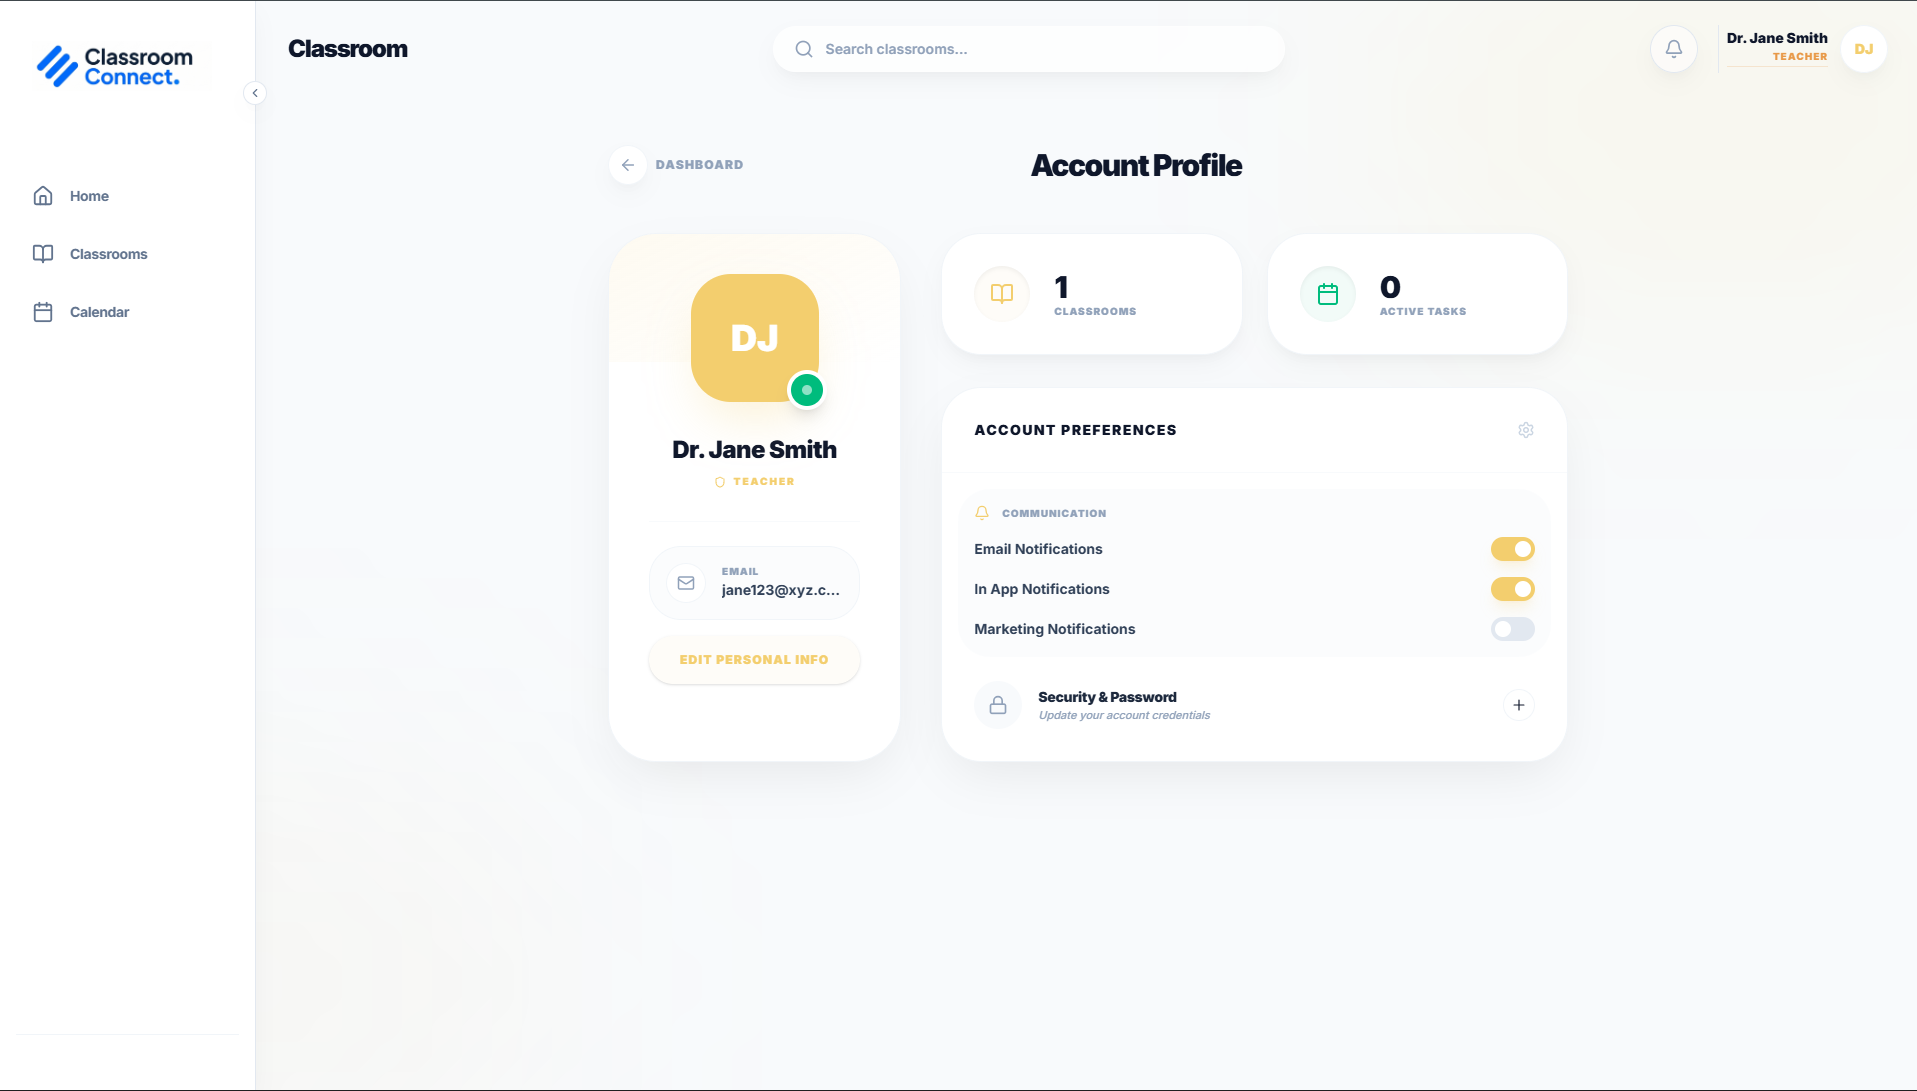 Classroom
Connect.
Home
Classrooms
Calendar
Classroom
Search classrooms...
Dr. Jane Smith
TEACHER
DJ
DASHBOARD
Account Profile
DJ
Dr. Jane Smith
TEACHER
EMAIL
jane123@xyz.c...
EDIT PERSONAL INFO
1
CLASSROOMS
0
ACTIVE TASKS
ACCOUNT PREFERENCES
COMMUNICATION
Email Notifications
In App Notifications
Marketing Notifications
Security & Password
Update your account credentials